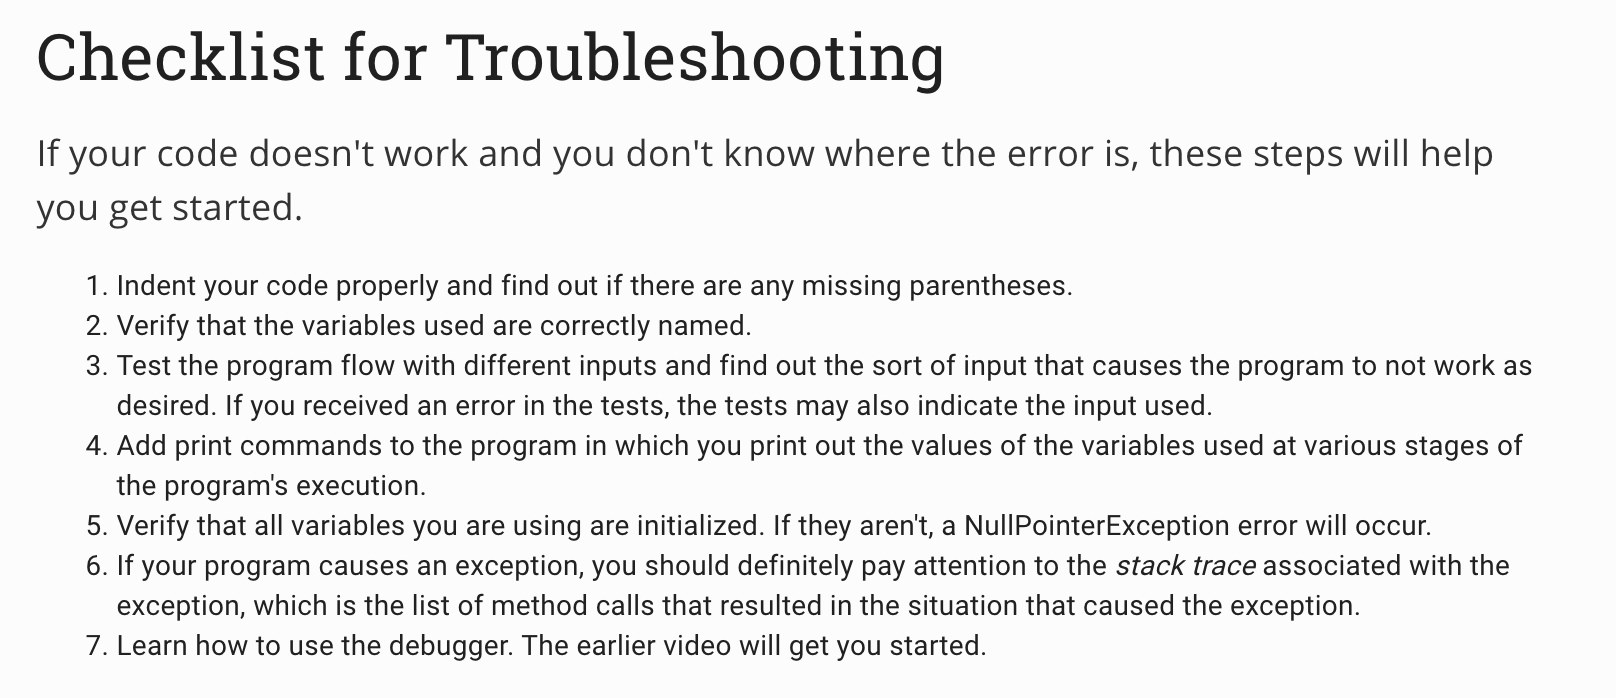 Checklist for Troubleshooting
If your code doesn't work and you don't know where the error is, these steps will help
you get started.
1. Indent your code properly and find out if there are any missing parentheses.
2. Verify that the variables used are correctly named.
3. Test the program flow with different inputs and find out the sort of input that causes the program to not work as
desired. If you received an error in the tests, the tests may also indicate the input used.
4. Add print commands to the program in which you print out the values of the variables used at various stages of
the program's execution.
5. Verify that all variables you are using are initialized. If they aren't, a NullPointerException error will occur.
6. If your program causes an exception, you should definitely pay attention to the stack trace associated with the
exception, which is the list of method calls that resulted in the situation that caused the exception.
7. Learn how to use the debugger. The earlier video will get you started.